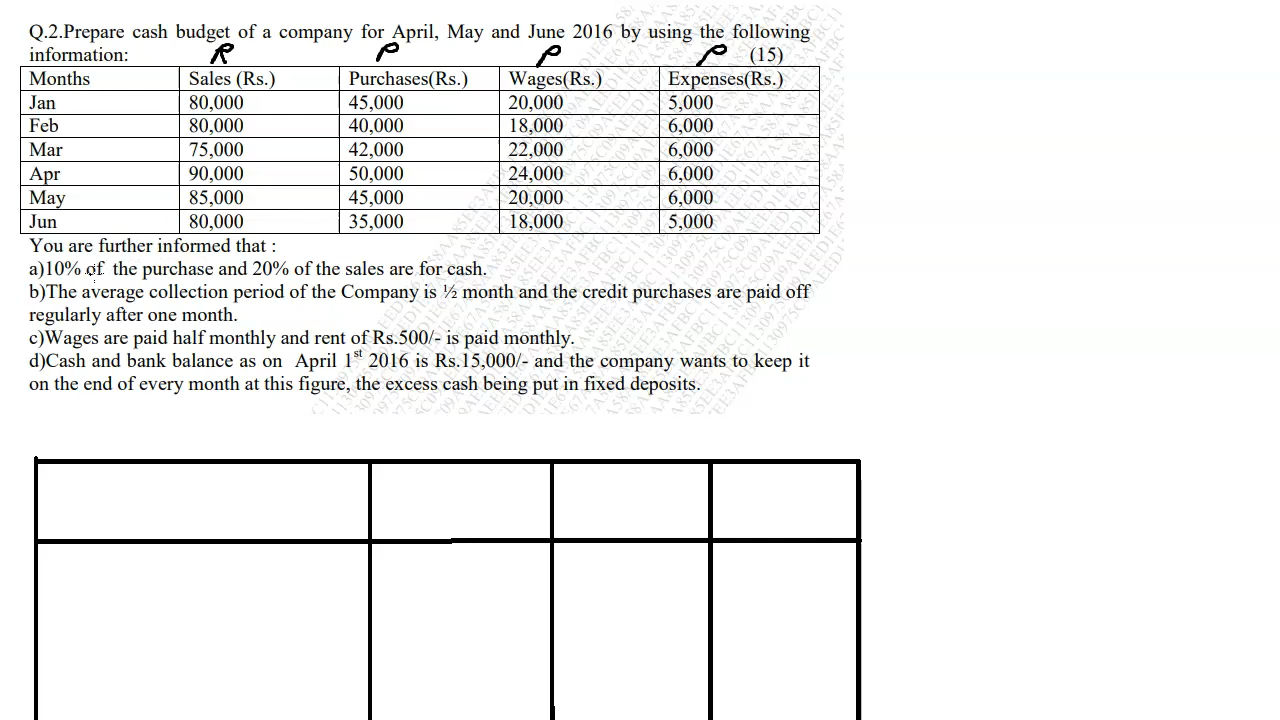 Q.2.Prepare cash budget of a company for April, May and June 2016 by using the following
information: (15)
R P P P
Months Sales (Rs.) Purchases(Rs.) Wages(Rs.) Expenses(Rs.)
Jan 80,000 45,000 20,000 5,000
Feb 80,000 40,000 18,000 6,000
Mar 75,000 42,000 22,000 6,000
Apr 90,000 50,000 24,000 6,000
May 85,000 45,000 20,000 6,000
Jun 80,000 35,000 18,000 5,000
You are further informed that :
a)10% of the purchase and 20% of the sales are for cash.
b)The average collection period of the Company is ½ month and the credit purchases are paid off
regularly after one month.
c)Wages are paid half monthly and rent of Rs.500/- is paid monthly.
d)Cash and bank balance as on April 1st 2016 is Rs.15,000/- and the company wants to keep it
on the end of every month at this figure, the excess cash being put in fixed deposits.